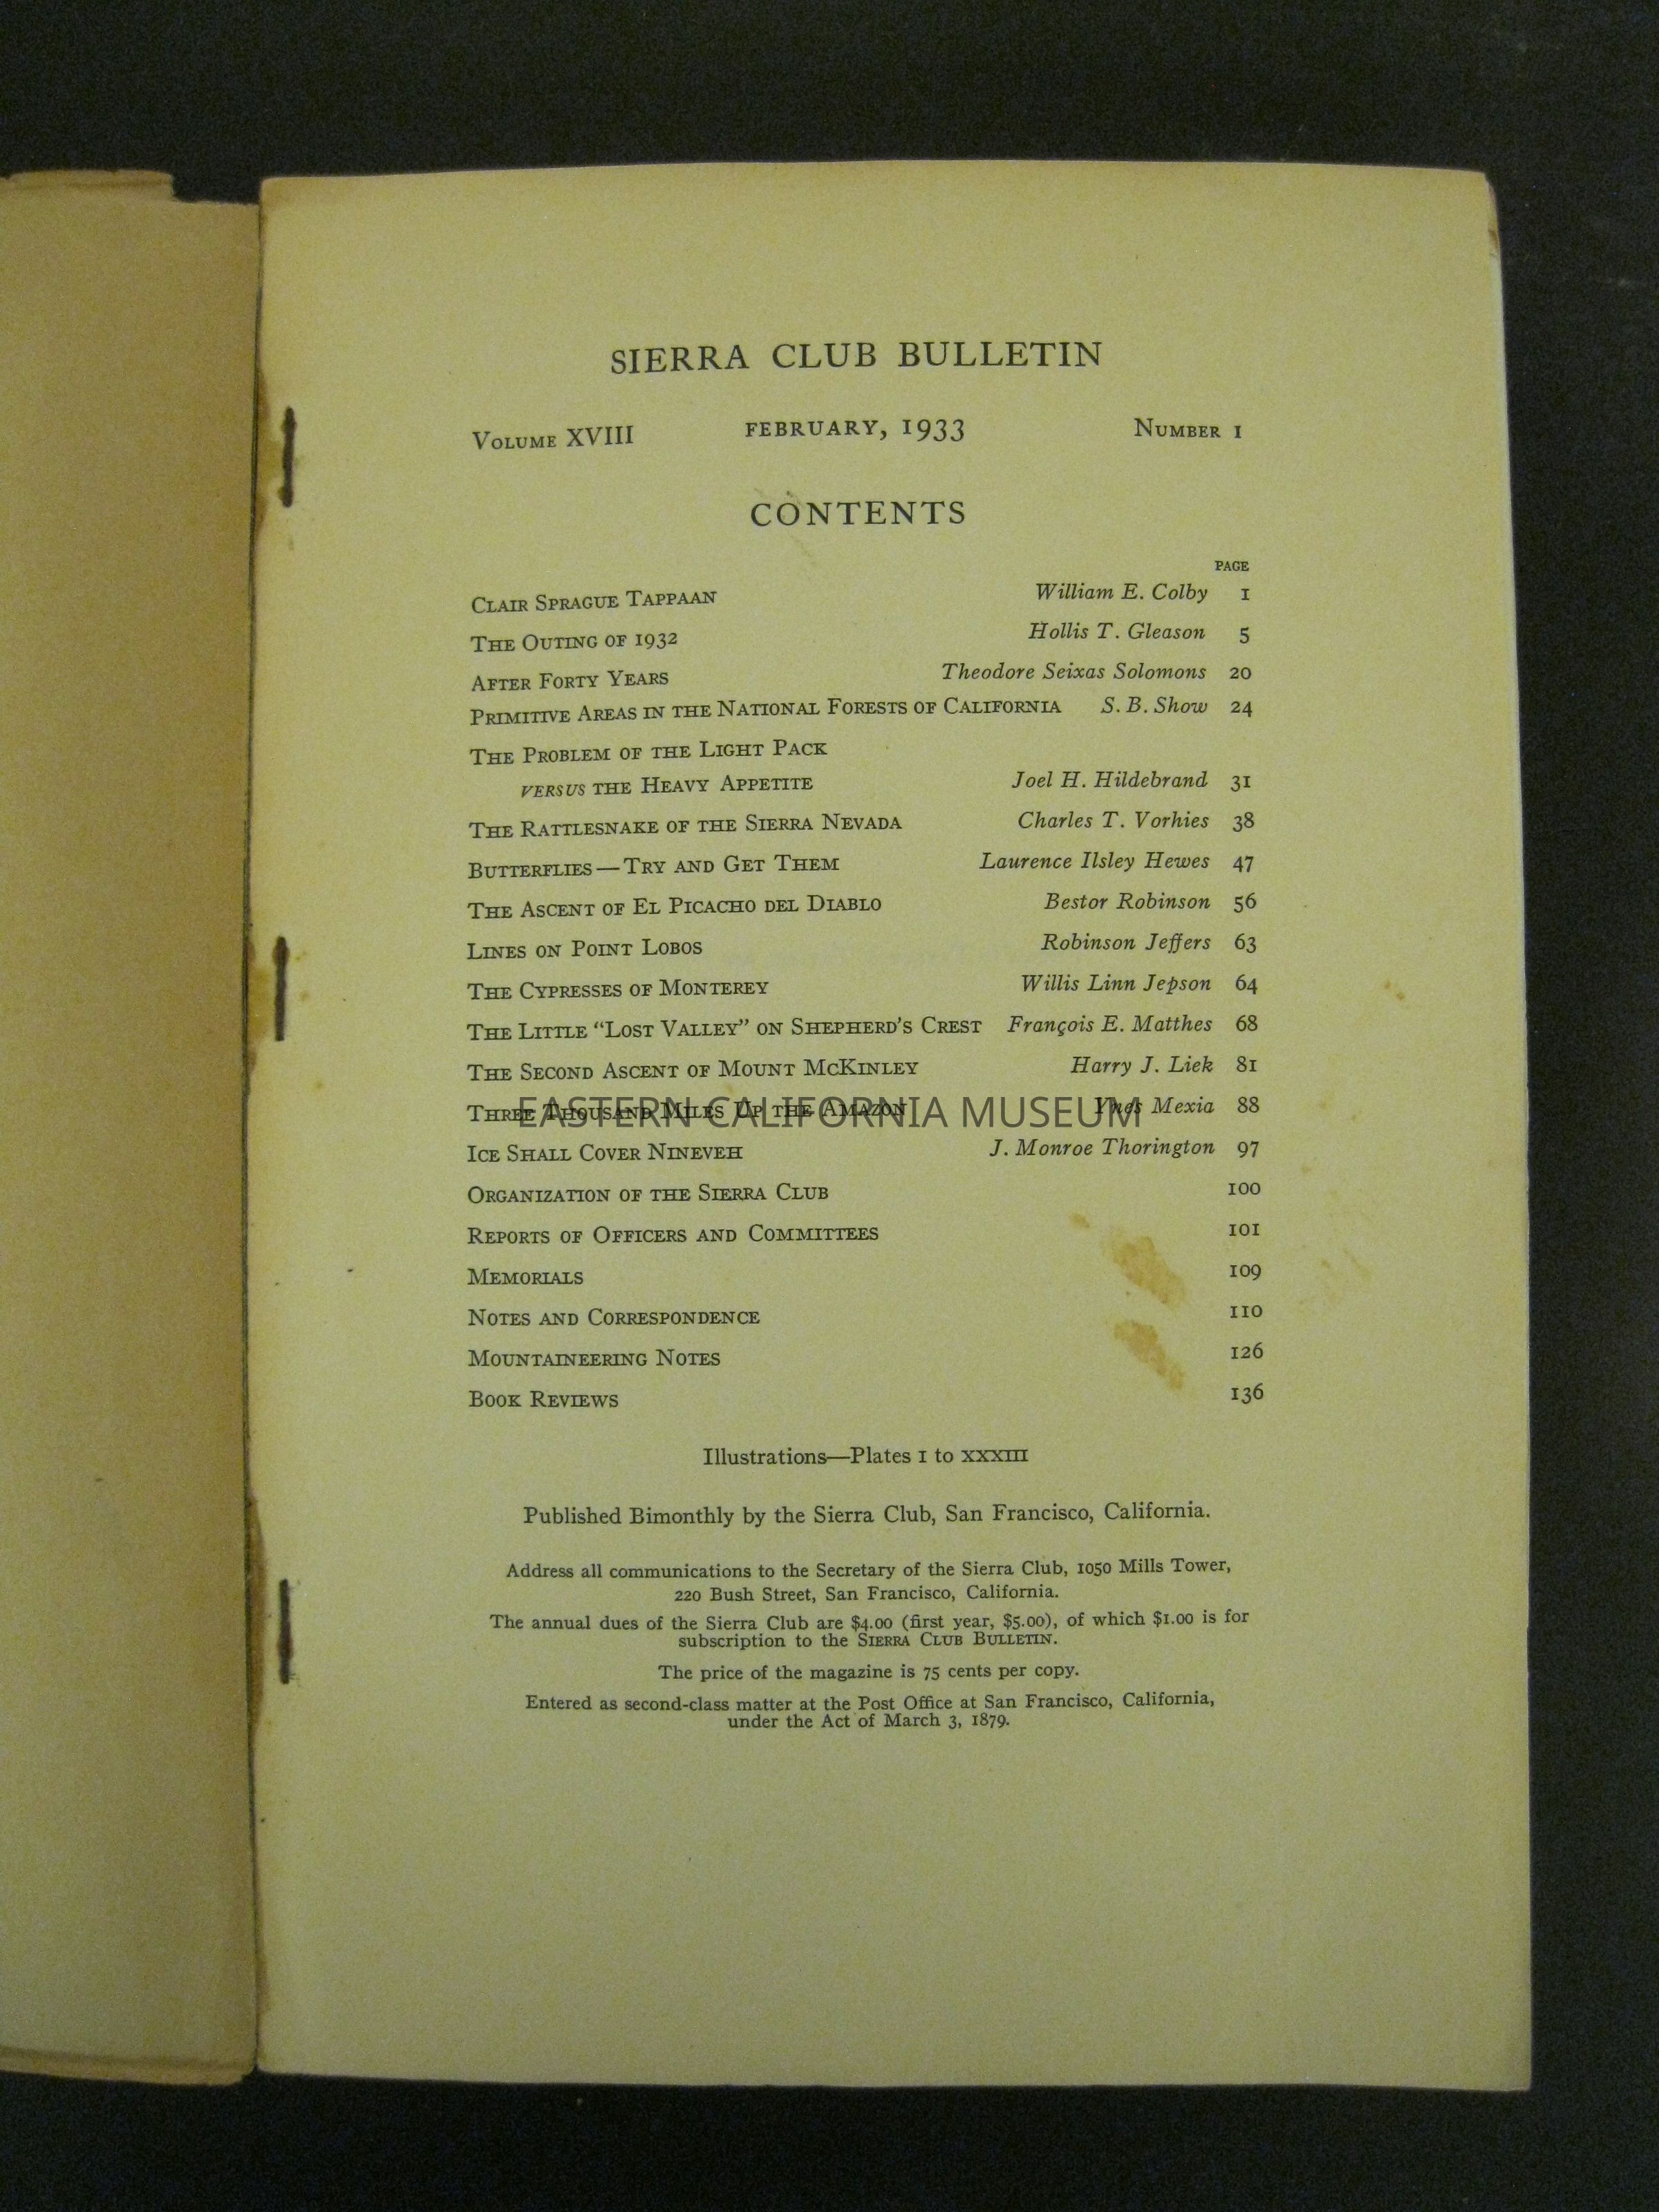 SIERRA CLUB BULLETIN
VOLUME XVIII FEBRUARY, 1933 NUMBER 1
CONTENTS
PAGE
CLAIR SPRAGUE TAPPAAN William E. Colby 1
THE OUTING OF 1932 Hollis T. Gleason 5
AFTER FORTY YEARS Theodore Seixas Solomons 20
PRIMITIVE AREAS IN THE NATIONAL FORESTS OF CALIFORNIA S. B. Show 24
THE PROBLEM OF THE LIGHT PACK
VERSUS THE HEAVY APPETITE Joel H. Hildebrand 31
THE RATTLESNAKE OF THE SIERRA NEVADA Charles T. Vorhies 38
BUTTERFLIES—TRY AND GET THEM Laurence Ilsley Hewes 47
THE ASCENT OF EL PICACHO DEL DIABLO Bestor Robinson 56
LINES ON POINT LOBOS Robinson Jeffers 63
THE CYPRESSES OF MONTEREY Willis Linn Jepson 64
THE LITTLE “LOST VALLEY” ON SHEPHERD’S CREST François E. Matthes 68
THE SECOND ASCENT OF MOUNT MCKINLEY Harry J. Liek 81
THREE THOUSAND MILES UP THE AMAZON Ynes Mexia 88
EASTERN CALIFORNIA MUSEUM
ICE SHALL COVER NINEVEH J. Monroe Thorington 97
ORGANIZATION OF THE SIERRA CLUB 100
REPORTS OF OFFICERS AND COMMITTEES 101
MEMORIALS 109
NOTES AND CORRESPONDENCE 110
MOUNTAINEERING NOTES 126
BOOK REVIEWS 136
Illustrations—Plates I to XXXIII
Published Bimonthly by the Sierra Club, San Francisco, California.
Address all communications to the Secretary of the Sierra Club, 1050 Mills Tower,
220 Bush Street, San Francisco, California.
The annual dues of the Sierra Club are $4.00 (first year, $5.00), of which $1.00 is for
subscription to the SIERRA CLUB BULLETIN.
The price of the magazine is 75 cents per copy.
Entered as second-class matter at the Post Office at San Francisco, California,
under the Act of March 3, 1879.